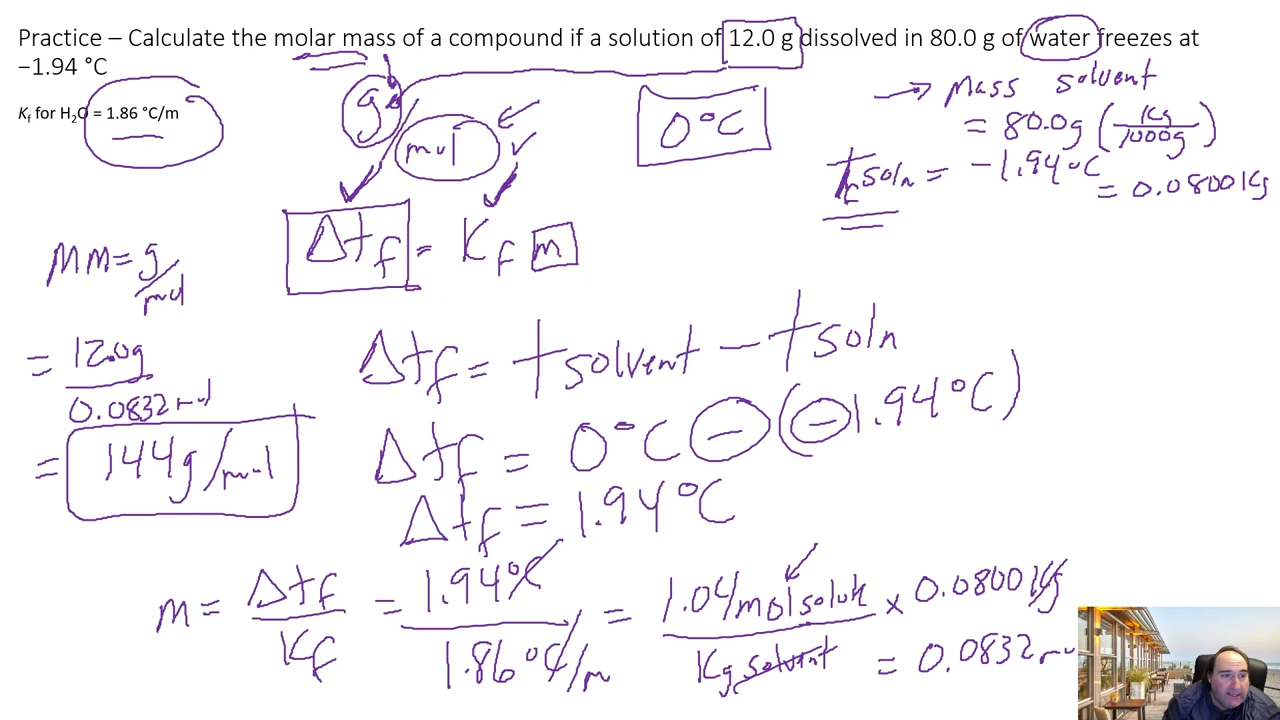 Practice – Calculate the molar mass of a compound if a solution of 12.0 g dissolved in 80.0 g of water freezes at
−1.94 °C
Kf for H2O = 1.86 °C/m
g
mol
0°C
→ Mass solvent
= 80.0g (Kg/1000g)
= 0.0800 Kg
tsoln = −1.94°C
Δtf = Kf m
MM = g/mol
= 12.0g/0.0832 mol
= 144g/mol
Δtf = tsolvent − tsoln
Δtf = 0°C − (−1.94°C)
Δtf = 1.94°C
m = Δtf/Kf = 1.94°C/1.86°C/m = 1.04 mol solute/Kg solvent × 0.0800 Kg
= 0.0832 mol